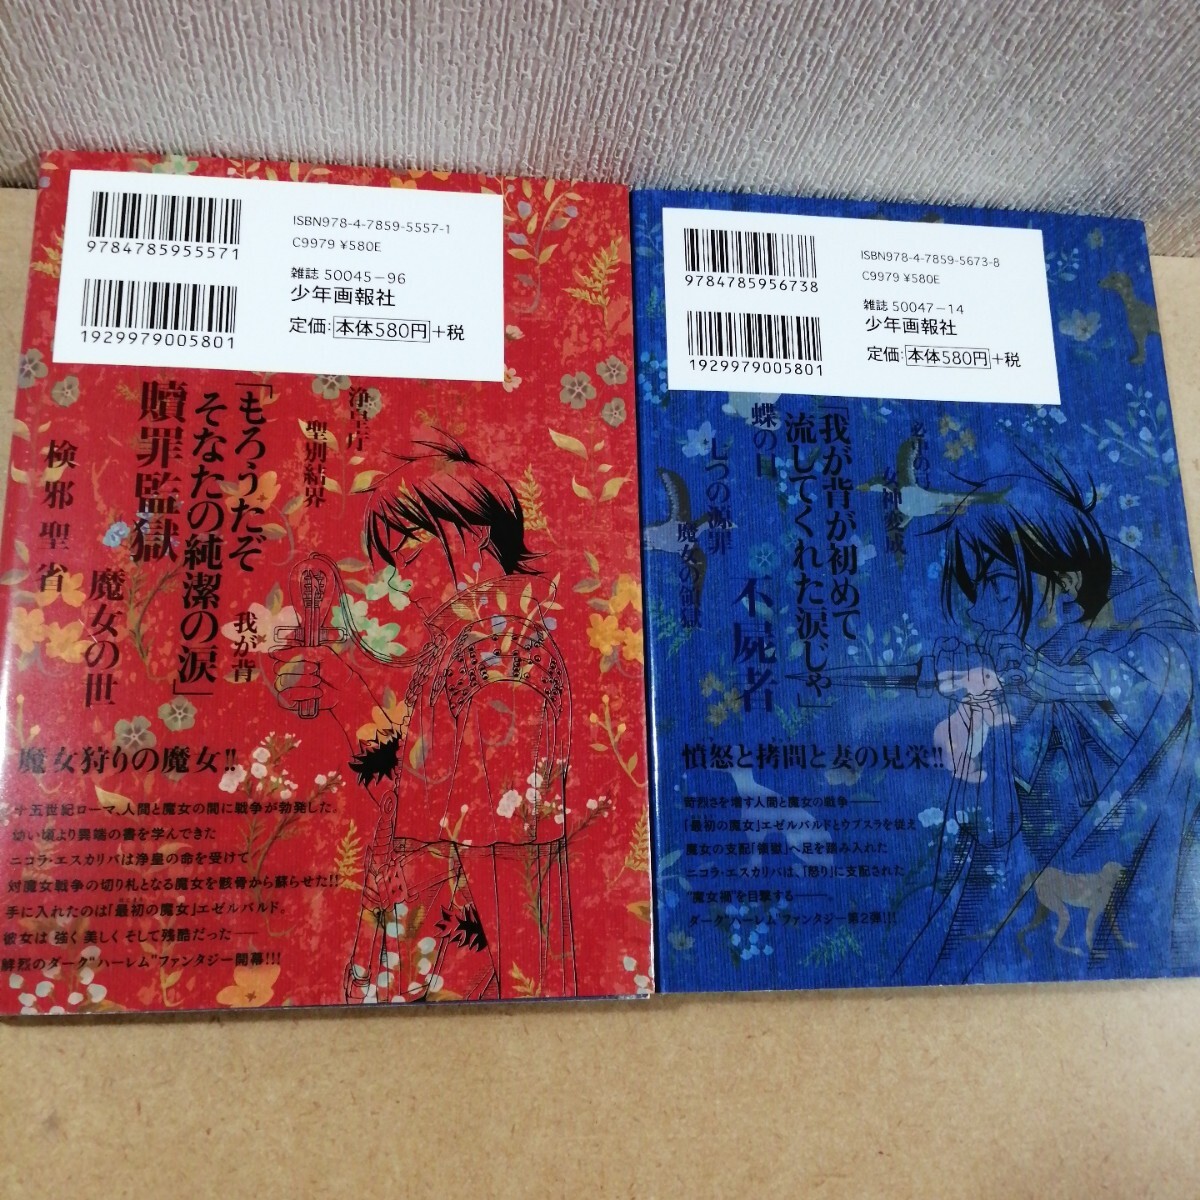 ISBN978-4-7859-5557-1
C9979 ¥580E
9784785955571
雑誌 50045-96
少年画報社
定価:本体580円+税
1929979005801
浄皇庁
聖別結界
「もろうたぞ
そなたの純潔の涙」
我が背
贖罪監獄
魔女の世
検邪聖省
魔女狩りの魔女!!
十五世紀ローマ、人間と魔女の間に戦争が勃発した。
幼い頃より異端の書を学んできた
ニコラ・エスカリバは浄皇の命を受けて
対魔女戦争の切り札となる魔女を骸骨から蘇らせた!!
手に入れたのは「最初の魔女」エゼルバルド。
彼女は 強く 美しく そして残酷だった――
鮮烈のダーク"ハーレム"ファンタジー開幕!!!
ISBN978-4-7859-5673-8
C9979 ¥580E
9784785956738
雑誌 50047-14
少年画報社
定価:本体580円+税
1929979005801
必中の弓
女神変成
「我が背が初めて
流してくれた涙じゃ」
蝶の日
七つの源罪
不屍者
魔女の領獄
憤怒と拷問と妻の見栄!!
苛烈さを増す人間と魔女の戦争――
「最初の魔女」エゼルバルドとウプスラを従え
魔女の支配「領獄」へ足を踏み入れた
ニコラ・エスカリバは、「怒り」に支配された
"魔女禍"を目撃する――。
ダーク"ハーレム"ファンタジー第2弾!!!